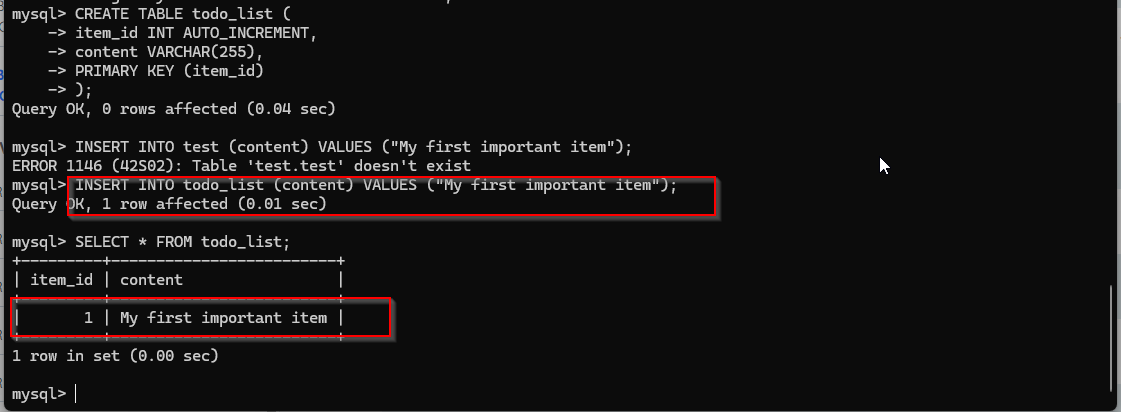 mysql> CREATE TABLE todo_list (
    -> item_id INT AUTO_INCREMENT,
    -> content VARCHAR(255),
    -> PRIMARY KEY (item_id)
    -> );
Query OK, 0 rows affected (0.04 sec)
mysql> INSERT INTO test (content) VALUES ("My first important item");
ERROR 1146 (42S02): Table 'test.test' doesn't exist
mysql> INSERT INTO todo_list (content) VALUES ("My first important item");
Query OK, 1 row affected (0.01 sec)
mysql> SELECT * FROM todo_list;
+---------+-------------------------+
| item_id | content                 |
+---------+-------------------------+
|       1 | My first important item |
+---------+-------------------------+
1 row in set (0.00 sec)
mysql>